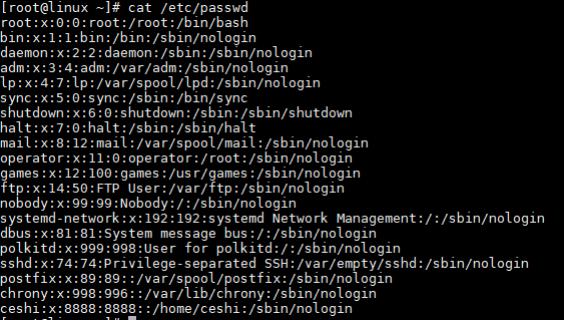 [root@linux ~]# cat /etc/passwd
root:x:0:0:root:/root:/bin/bash
bin:x:1:1:bin:/bin:/sbin/nologin
daemon:x:2:2:daemon:/sbin:/sbin/nologin
adm:x:3:4:adm:/var/adm:/sbin/nologin
lp:x:4:7:lp:/var/spool/lpd:/sbin/nologin
sync:x:5:0:sync:/sbin:/bin/sync
shutdown:x:6:0:shutdown:/sbin:/sbin/shutdown
halt:x:7:0:halt:/sbin:/sbin/halt
mail:x:8:12:mail:/var/spool/mail:/sbin/nologin
operator:x:11:0:operator:/root:/sbin/nologin
games:x:12:100:games:/usr/games:/sbin/nologin
ftp:x:14:50:FTP User:/var/ftp:/sbin/nologin
nobody:x:99:99:Nobody:/:/sbin/nologin
systemd-network:x:192:192:systemd Network Management:/:/sbin/nologin
dbus:x:81:81:System message bus:/:/sbin/nologin
polkitd:x:999:998:User for polkitd:/:/sbin/nologin
sshd:x:74:74:Privilege-separated SSH:/var/empty/sshd:/sbin/nologin
postfix:x:89:89::/var/spool/postfix:/sbin/nologin
chrony:x:998:996::/var/lib/chrony:/sbin/nologin
ceshi:x:8888:8888::/home/ceshi:/sbin/nologin
[root@linux ~]#